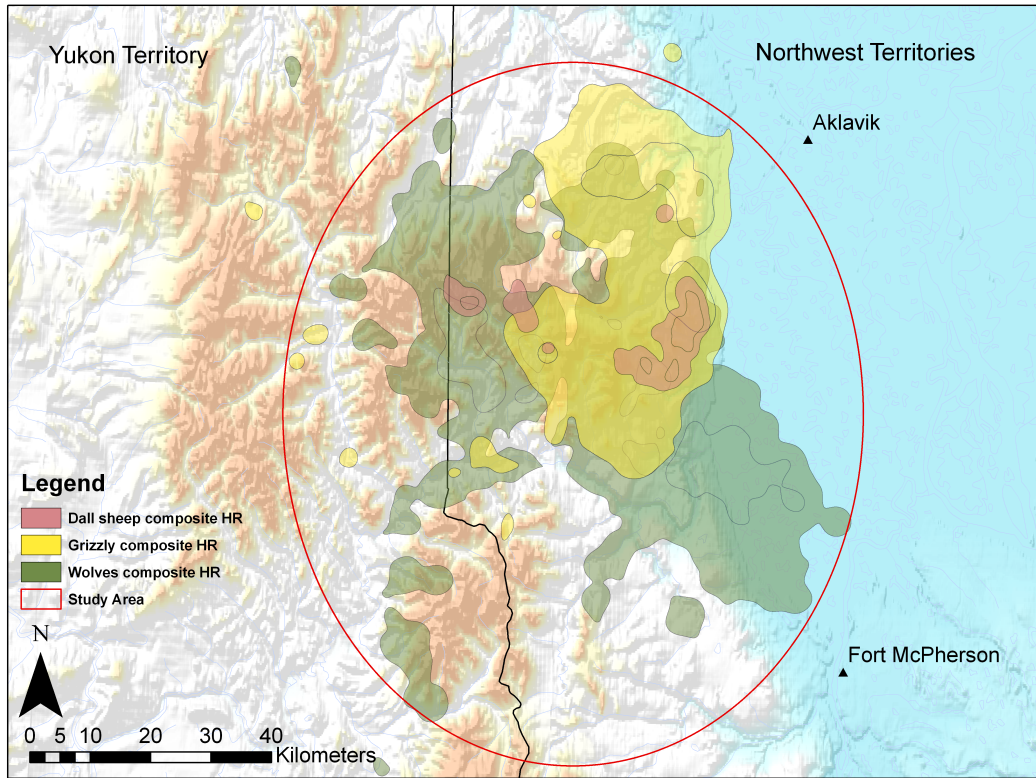 Yukon Territory
Northwest Territories
Aklavik
Legend
Dall sheep composite HR
Grizzly composite HR
Wolves composite HR
Study Area
N
Fort McPherson
0 5 10 20 30 40
Kilometers